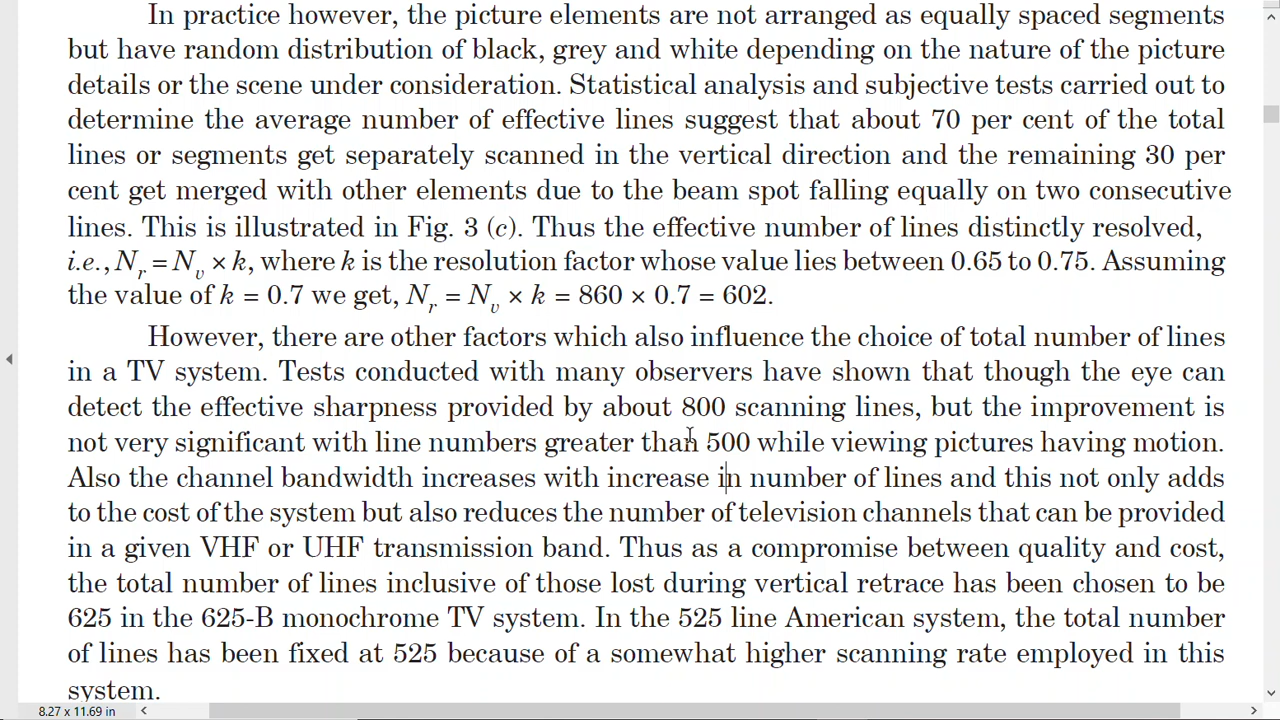 In practice however, the picture elements are not arranged as equally spaced segments
but have random distribution of black, grey and white depending on the nature of the picture
details or the scene under consideration. Statistical analysis and subjective tests carried out to
determine the average number of effective lines suggest that about 70 per cent of the total
lines or segments get separately scanned in the vertical direction and the remaining 30 per
cent get merged with other elements due to the beam spot falling equally on two consecutive
lines. This is illustrated in Fig. 3 (c). Thus the effective number of lines distinctly resolved,
i.e., Nr = Nv × k, where k is the resolution factor whose value lies between 0.65 to 0.75. Assuming
the value of k = 0.7 we get, Nr = Nv × k = 860 × 0.7 = 602.
However, there are other factors which also influence the choice of total number of lines
in a TV system. Tests conducted with many observers have shown that though the eye can
detect the effective sharpness provided by about 800 scanning lines, but the improvement is
not very significant with line numbers greater than 500 while viewing pictures having motion.
Also the channel bandwidth increases with increase in number of lines and this not only adds
to the cost of the system but also reduces the number of television channels that can be provided
in a given VHF or UHF transmission band. Thus as a compromise between quality and cost,
the total number of lines inclusive of those lost during vertical retrace has been chosen to be
625 in the 625-B monochrome TV system. In the 525 line American system, the total number
of lines has been fixed at 525 because of a somewhat higher scanning rate employed in this
system.
8.27 x 11.69 in